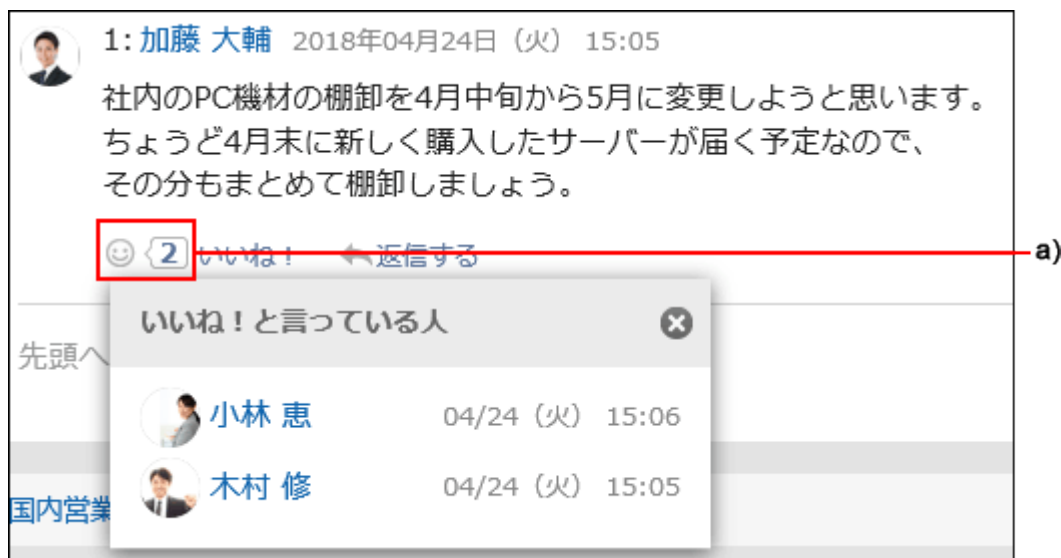 1: 加藤 大輔 2018年04月24日（火） 15:05
社内のPC機材の棚卸を4月中旬から5月に変更しようと思います。
ちょうど4月末に新しく購入したサーバーが届く予定なので、
その分もまとめて棚卸しましょう。
2 いいね！ 返信する
a)
いいね！と言っている人
先頭へ
小林 恵 04/24（火） 15:06
木村 修 04/24（火） 15:05
国内営業